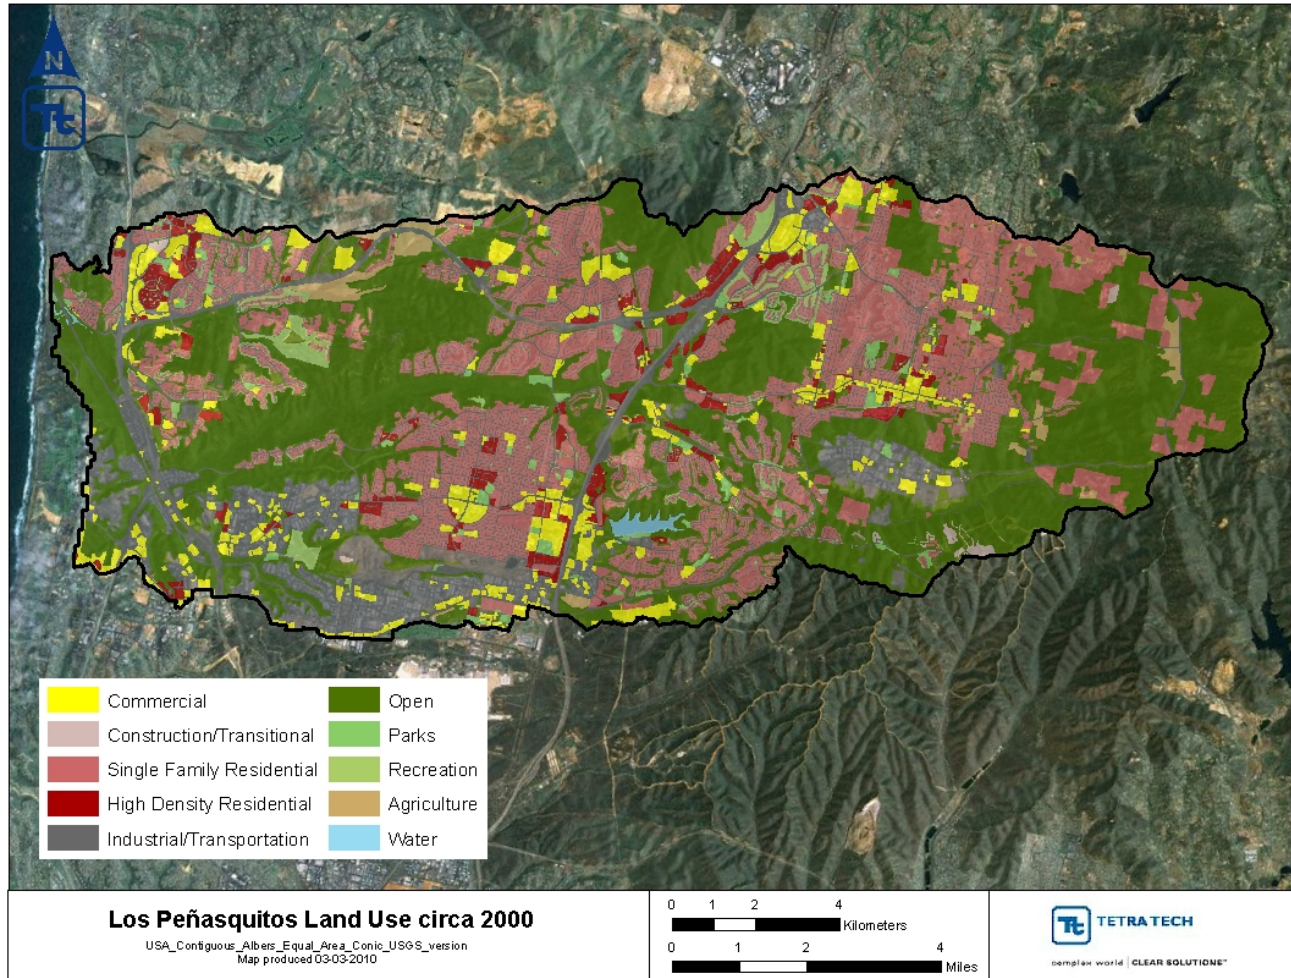 N
Tt
Commercial
Construction/Transitional
Single Family Residential
High Density Residential
Industrial/Transportation
Open
Parks
Recreation
Agriculture
Water
Los Peñasquitos Land Use circa 2000
USA_Contiguous_Albers_Equal_Area_Conic_USGS_version
Map produced 03-03-2010
0 1 2 4
Kilometers
0 1 2 4
Miles
Tt TETRA TECH
complex world | CLEAR SOLUTIONS™